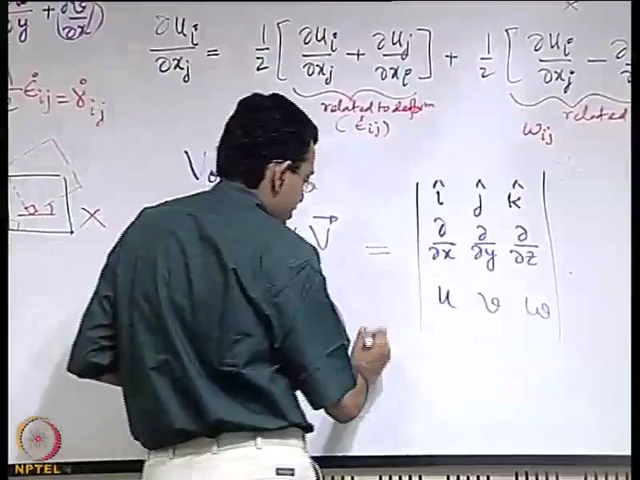 ∂y + (∂v/∂x)
∂u_i/∂x_j = 1/2 [ ∂u_i/∂x_j + ∂u_j/∂x_i ] + 1/2 [ ∂u_i/∂x_j −
related to deform
(ε̇_ij)
ω_ij
related
ε̇_ij = γ̇_ij
V⃗ = | î ĵ k̂ |
| ∂/∂x ∂/∂y ∂/∂z |
| u v w |
NPTEL